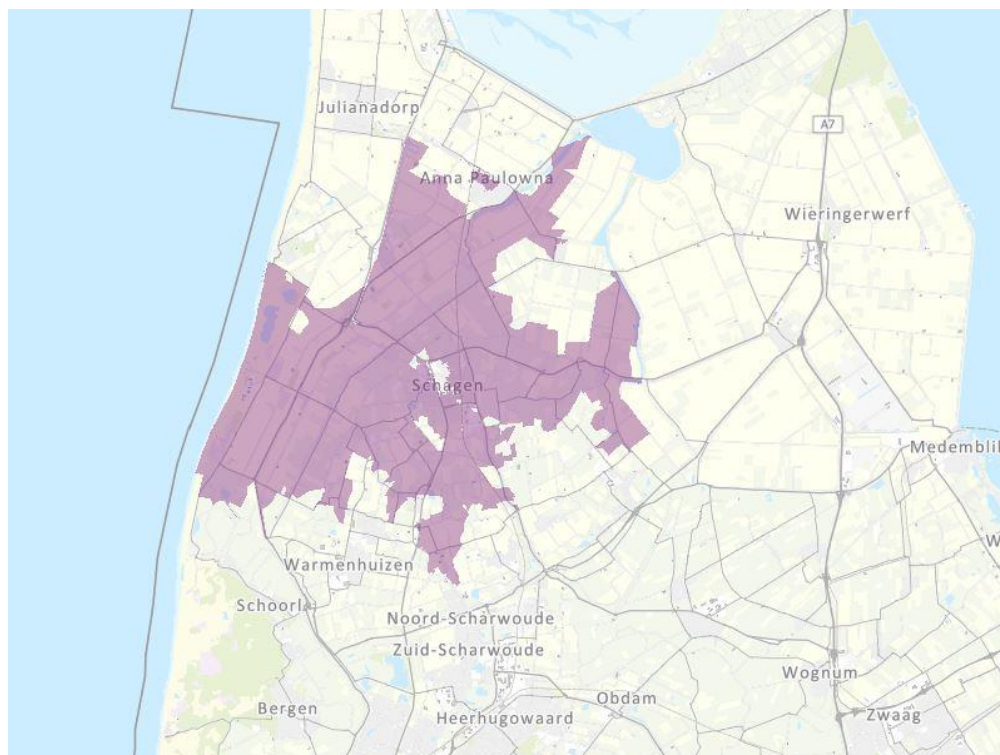 Julianadorp
A7
Anna Paulowna
Wieringerwerf
Schagen
Medemblik
Warmenhuizen
Schoorl
Noord-Scharwoude
Zuid-Scharwoude
Wognum
Obdam
Bergen
Heerhugowaard
Zwaag
W